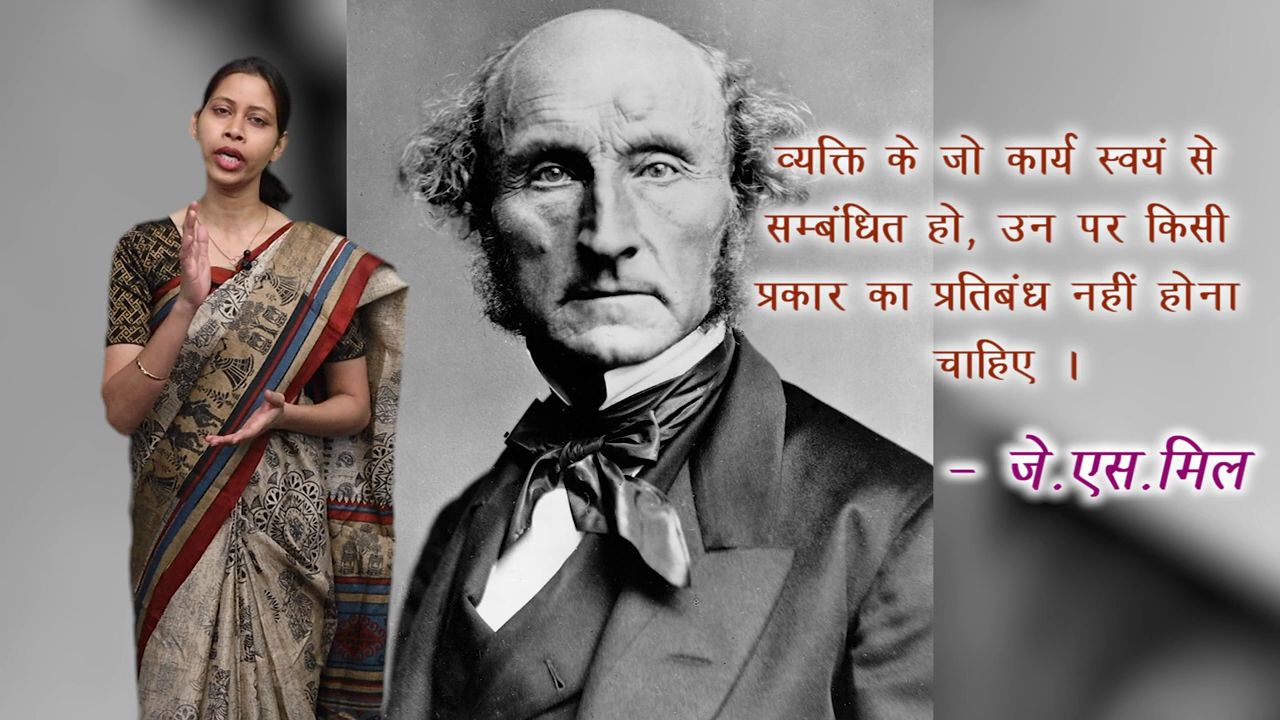 व्यक्ति के जो कार्य स्वयं से
सम्बंधित हो, उन पर किसी
प्रकार का प्रतिबंध नहीं होना
चाहिए ।
– जे.एस.मिल